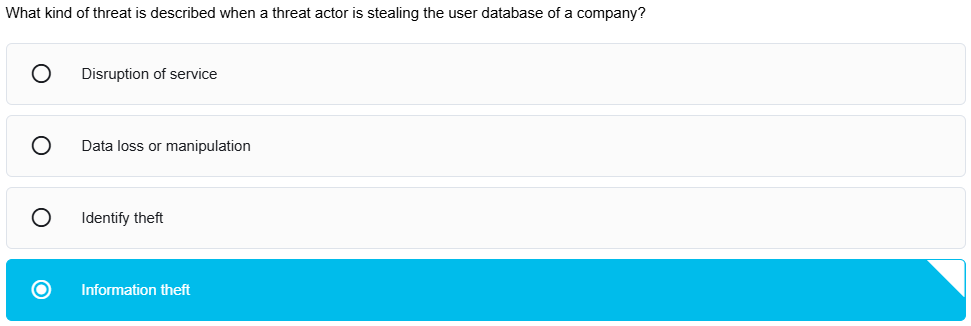 What kind of threat is described when a threat actor is stealing the user database of a company?
Disruption of service
Data loss or manipulation
Identify theft
Information theft